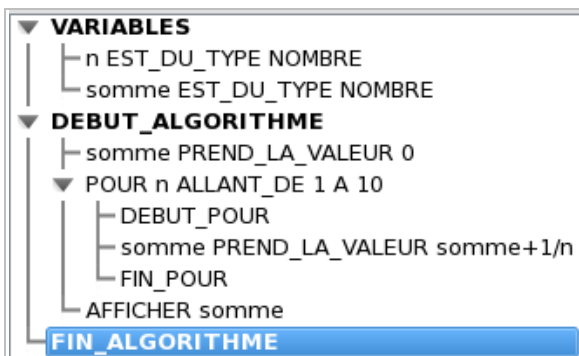 VARIABLES
n EST_DU_TYPE NOMBRE
somme EST_DU_TYPE NOMBRE
DEBUT_ALGORITHME
somme PREND_LA_VALEUR 0
POUR n ALLANT_DE 1 A 10
DEBUT_POUR
somme PREND_LA_VALEUR somme+1/n
FIN_POUR
AFFICHER somme
FIN_ALGORITHME